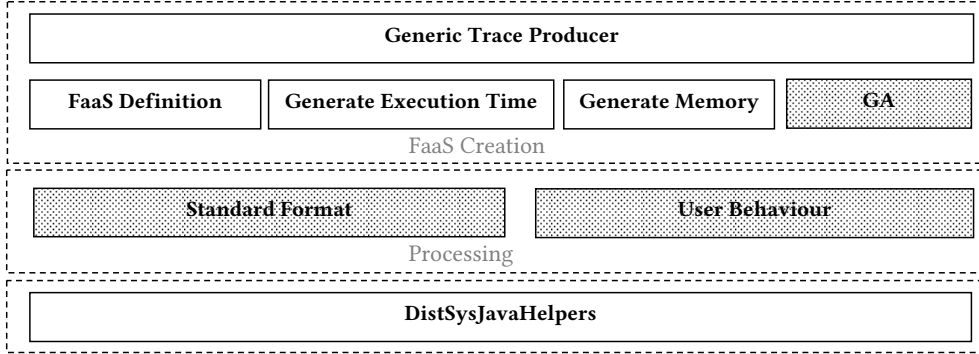 Generic Trace Producer
FaaS Definition Generate Execution Time Generate Memory GA
FaaS Creation
Standard Format User Behaviour
Processing
DistSysJavaHelpers